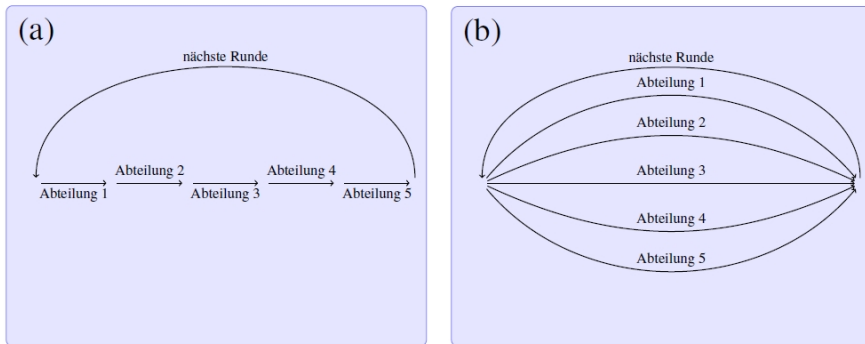 (a)
nächste Runde
Abteilung 2
Abteilung 4
Abteilung 1
Abteilung 3
Abteilung 5
(b)
nächste Runde
Abteilung 1
Abteilung 2
Abteilung 3
Abteilung 4
Abteilung 5